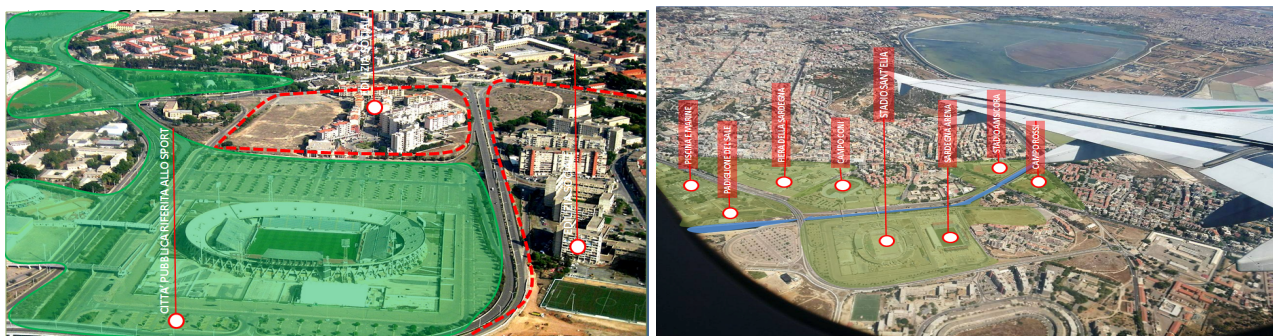 CITTA' PUBBLICA RIFERITA ALLO SPORT
PISCINA E MARINE
PADIGLIONE DEL SALE
FIERA DELLA SARDEGNA
CAMPO CONI
STADIO SANT'ELIA
SARDEGNA ARENA
STADIO AMSICORA
CAMPO ROSSI